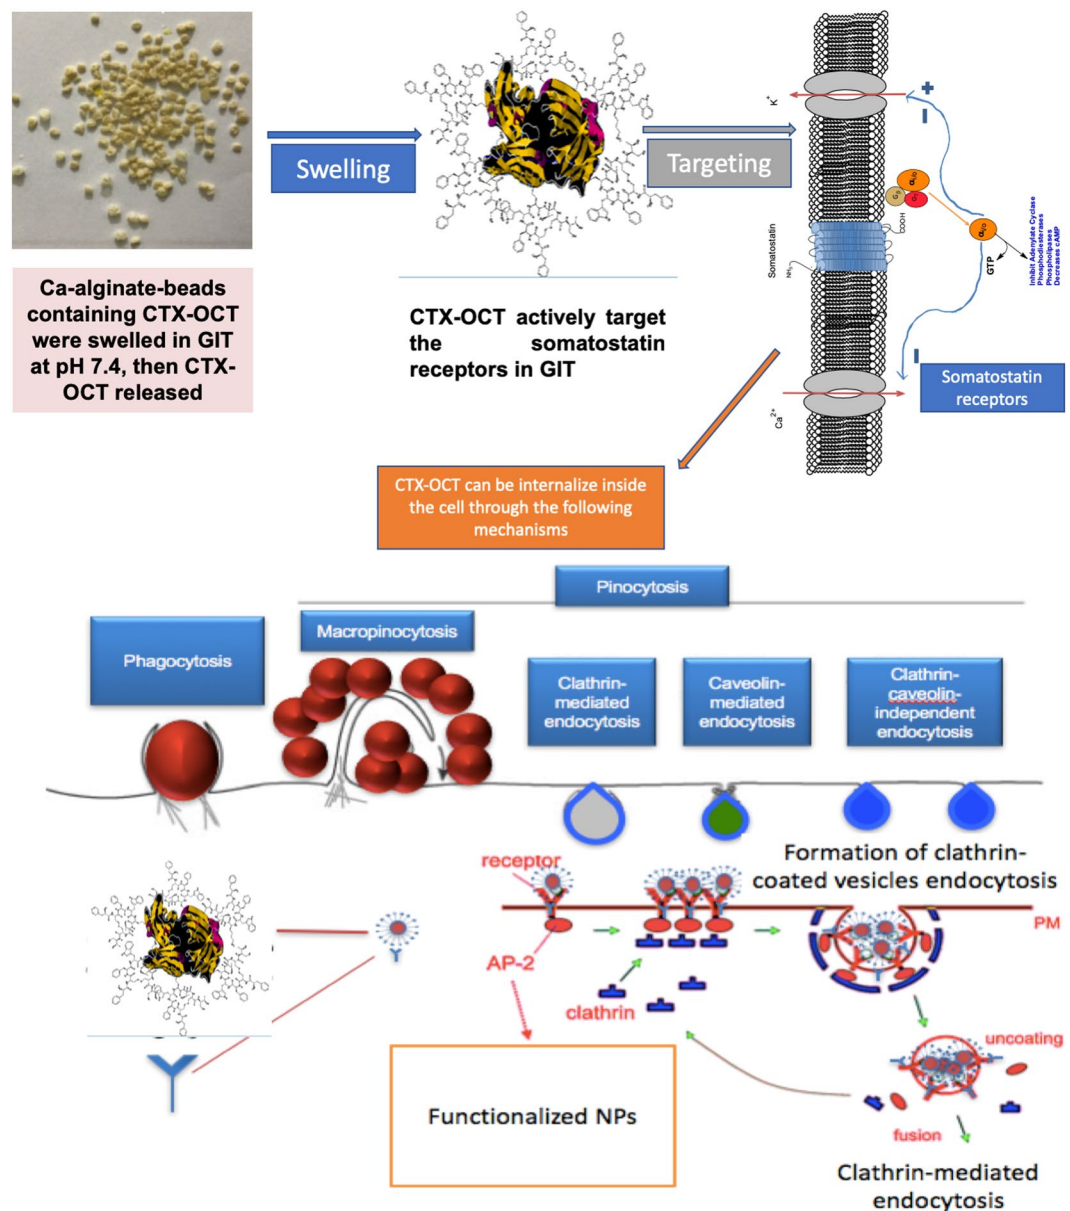 Swelling
Targeting
Ca-alginate-beads
containing CTX-OCT
were swelled in GIT
at pH 7.4, then CTX-
OCT released
CTX-OCT actively target
the somatostatin
receptors in GIT
K+
+
−
αi/o
Gβ
αi/o
GTP
Inhibit Adenylate Cyclase
Phosphodiesterases
Phospholipases
Decreases cAMP
Somatostatin
NH2
COOH
−
Ca2+
Somatostatin
receptors
CTX-OCT can be internalize inside
the cell through the following
mechanisms
Pinocytosis
Phagocytosis
Macropinocytosis
Clathrin-
mediated
endocytosis
Caveolin-
mediated
endocytosis
Clathrin-
caveolin-
independent
endocytosis
Formation of clathrin-
coated vesicles endocytosis
receptor
PM
AP-2
clathrin
uncoating
fusion
Functionalized NPs
Clathrin-mediated
endocytosis